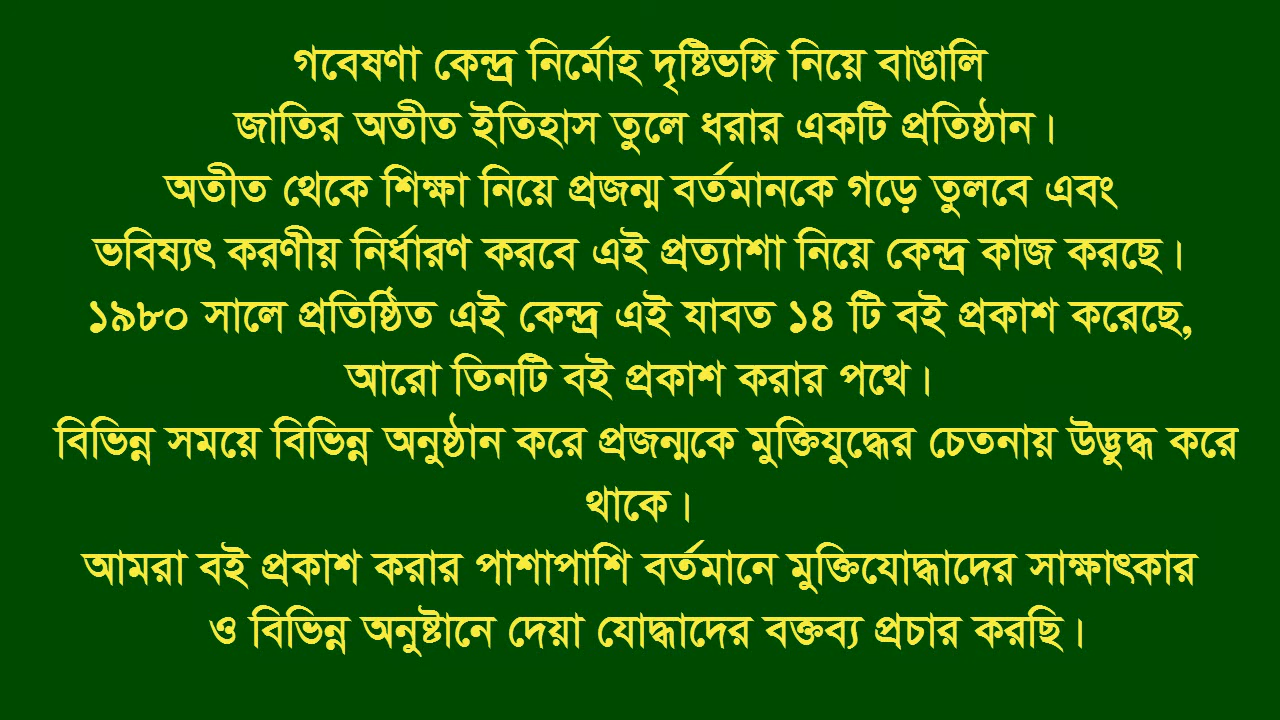 গবেষণা কেন্দ্র নির্মোহ দৃষ্টিভঙ্গি নিয়ে বাঙালি
জাতির অতীত ইতিহাস তুলে ধরার একটি প্রতিষ্ঠান।
অতীত থেকে শিক্ষা নিয়ে প্রজন্ম বর্তমানকে গড়ে তুলবে এবং
ভবিষ্যৎ করণীয় নির্ধারণ করবে এই প্রত্যাশা নিয়ে কেন্দ্র কাজ করছে।
১৯৮০ সালে প্রতিষ্ঠিত এই কেন্দ্র এই যাবত ১৪ টি বই প্রকাশ করেছে,
আরো তিনটি বই প্রকাশ করার পথে।
বিভিন্ন সময়ে বিভিন্ন অনুষ্ঠান করে প্রজন্মকে মুক্তিযুদ্ধের চেতনায় উদ্ভুদ্ধ করে
থাকে।
আমরা বই প্রকাশ করার পাশাপাশি বর্তমানে মুক্তিযোদ্ধাদের সাক্ষাৎকার
ও বিভিন্ন অনুষ্টানে দেয়া যোদ্ধাদের বক্তব্য প্রচার করছি।